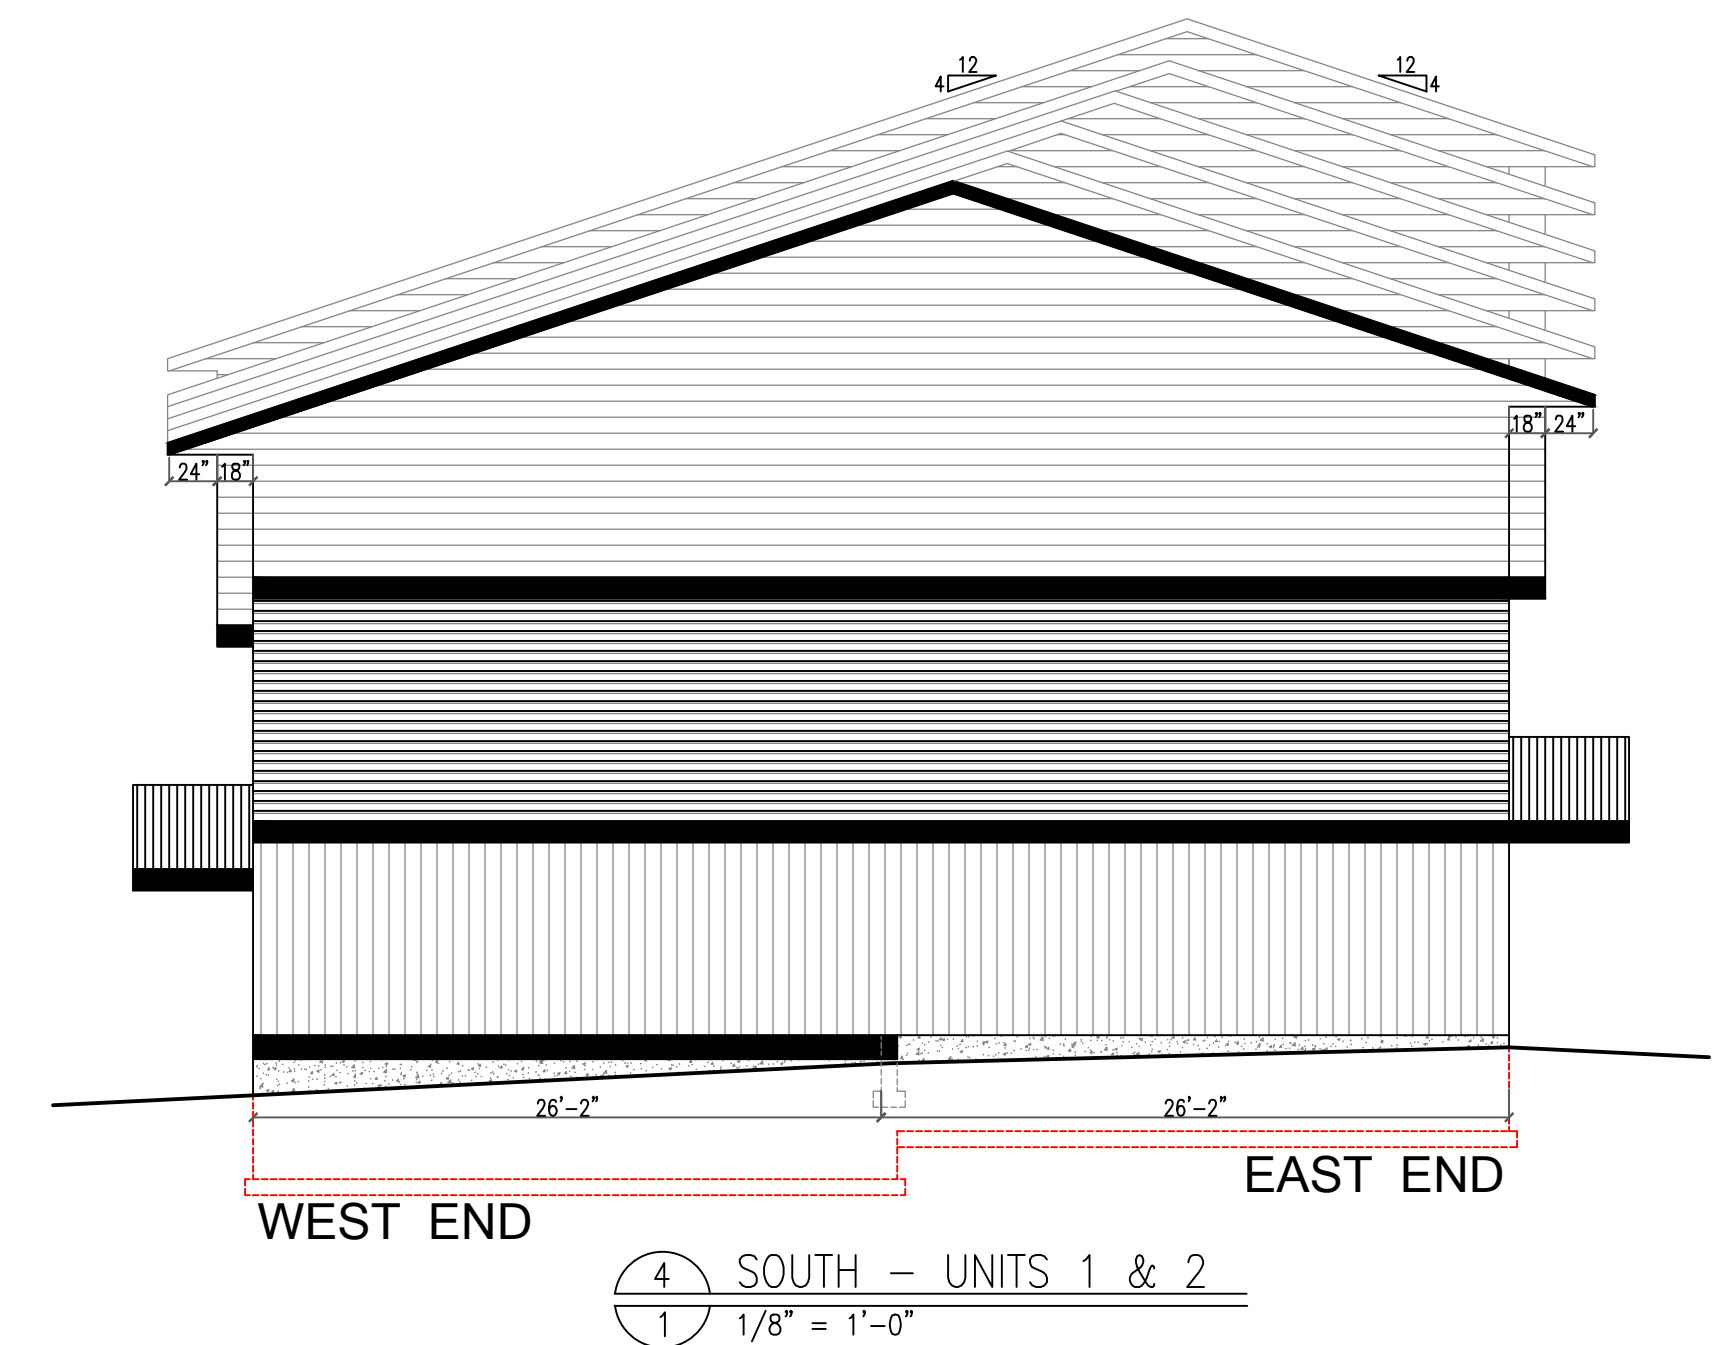 12
4
12
4
18” 24”
24” 18”
26’-2”
26’-2”
EAST END
WEST END
4
SOUTH - UNITS 1 & 2
1
1/8” = 1’-0”